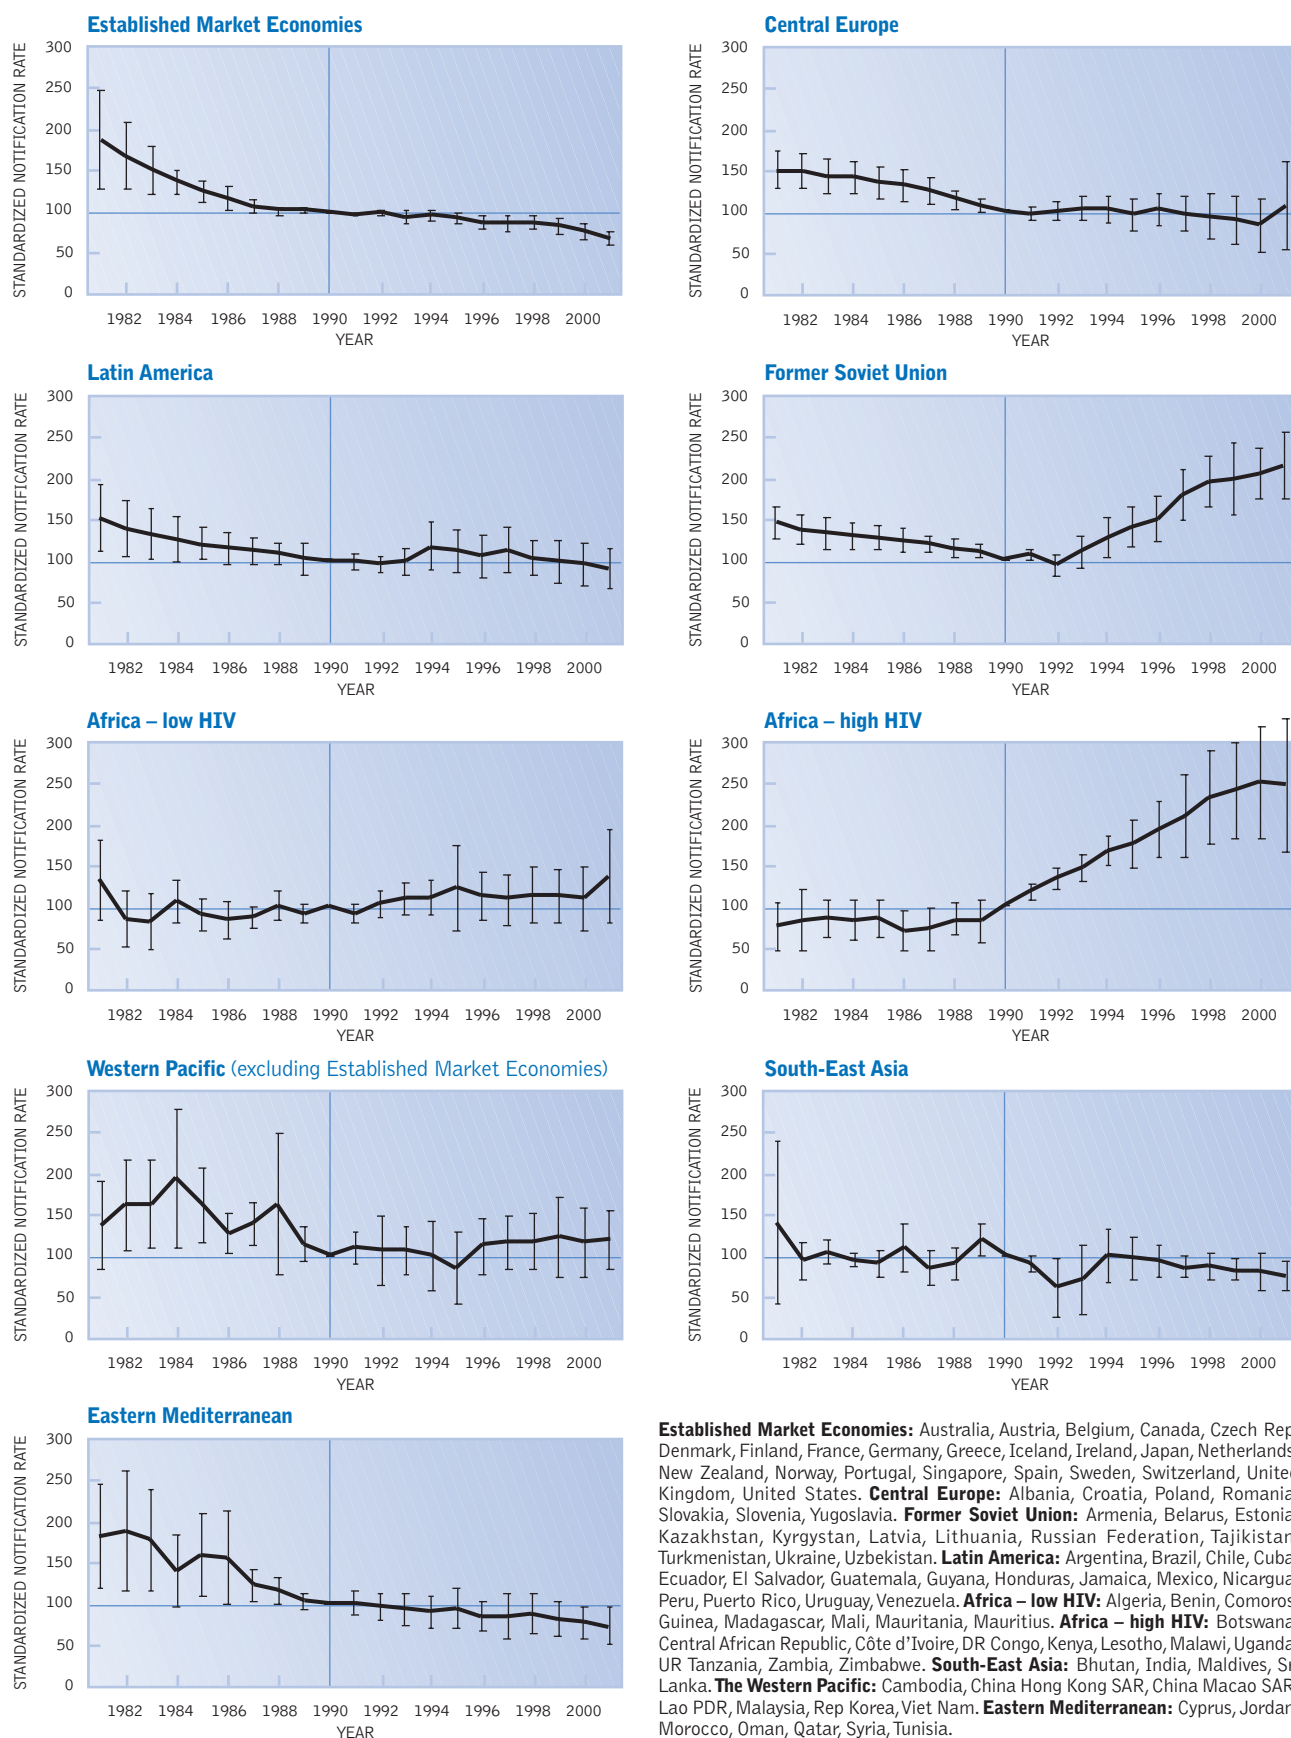 Established Market Economies
STANDARDIZED NOTIFICATION RATE
300
250
200
150
100
50
0
1982 1984 1986 1988 1990 1992 1994 1996 1998 2000
YEAR
Central Europe
STANDARDIZED NOTIFICATION RATE
300
250
200
150
100
50
0
1982 1984 1986 1988 1990 1992 1994 1996 1998 2000
YEAR
Latin America
STANDARDIZED NOTIFICATION RATE
300
250
200
150
100
50
0
1982 1984 1986 1988 1990 1992 1994 1996 1998 2000
YEAR
Former Soviet Union
STANDARDIZED NOTIFICATION RATE
300
250
200
150
100
50
0
1982 1984 1986 1988 1990 1992 1994 1996 1998 2000
YEAR
Africa – low HIV
STANDARDIZED NOTIFICATION RATE
300
250
200
150
100
50
0
1982 1984 1986 1988 1990 1992 1994 1996 1998 2000
YEAR
Africa – high HIV
STANDARDIZED NOTIFICATION RATE
300
250
200
150
100
50
0
1982 1984 1986 1988 1990 1992 1994 1996 1998 2000
YEAR
Western Pacific (excluding Established Market Economies)
STANDARDIZED NOTIFICATION RATE
300
250
200
150
100
50
0
1982 1984 1986 1988 1990 1992 1994 1996 1998 2000
YEAR
South-East Asia
STANDARDIZED NOTIFICATION RATE
300
250
200
150
100
50
0
1982 1984 1986 1988 1990 1992 1994 1996 1998 2000
YEAR
Eastern Mediterranean
STANDARDIZED NOTIFICATION RATE
300
250
200
150
100
50
0
1982 1984 1986 1988 1990 1992 1994 1996 1998 2000
YEAR
Established Market Economies: Australia, Austria, Belgium, Canada, Czech Rep
Denmark, Finland, France, Germany, Greece, Iceland, Ireland, Japan, Netherlands
New Zealand, Norway, Portugal, Singapore, Spain, Sweden, Switzerland, Unite
Kingdom, United States. Central Europe: Albania, Croatia, Poland, Romania
Slovakia, Slovenia, Yugoslavia. Former Soviet Union: Armenia, Belarus, Estonia
Kazakhstan, Kyrgystan, Latvia, Lithuania, Russian Federation, Tajikistan
Turkmenistan, Ukraine, Uzbekistan. Latin America: Argentina, Brazil, Chile, Cuba
Ecuador, El Salvador, Guatemala, Guyana, Honduras, Jamaica, Mexico, Nicargua
Peru, Puerto Rico, Uruguay, Venezuela. Africa – low HIV: Algeria, Benin, Comoros
Guinea, Madagascar, Mali, Mauritania, Mauritius. Africa – high HIV: Botswana
Central African Republic, Côte d'Ivoire, DR Congo, Kenya, Lesotho, Malawi, Uganda
UR Tanzania, Zambia, Zimbabwe. South-East Asia: Bhutan, India, Maldives, Sr
Lanka. The Western Pacific: Cambodia, China Hong Kong SAR, China Macao SAR
Lao PDR, Malaysia, Rep Korea, Viet Nam. Eastern Mediterranean: Cyprus, Jordan
Morocco, Oman, Qatar, Syria, Tunisia.